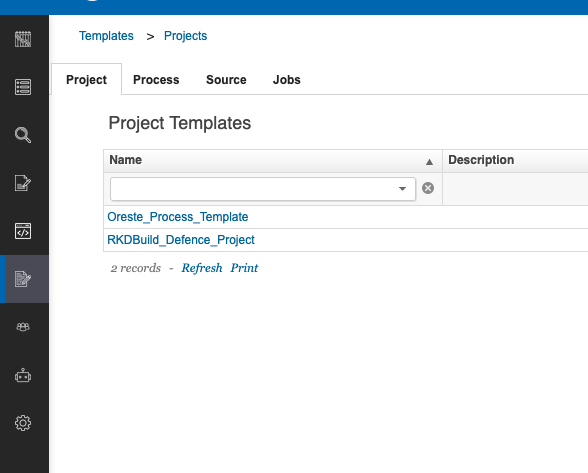 Templates > Projects
Project Process Source Jobs
Project Templates
Name ▲ Description
Oreste_Process_Template
RKDBuild_Defence_Project
2 records - Refresh Print